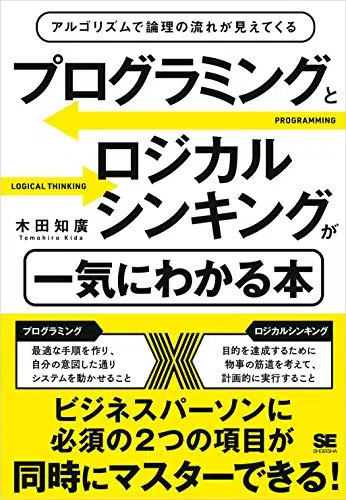 アルゴリズムで論理の流れが見えてくる
プログラミングと
PROGRAMMING
LOGICAL THINKING
ロジカル
シンキングが
木田知廣
Tomohiro Kida
一気にわかる本
プログラミング
最適な手順を作り、
自分の意図した通り
システムを動かせること
ロジカルシンキング
目的を達成するために
物事の筋道を考えて、
計画的に実行すること
ビジネスパーソンに
必須の2つの項目が
同時にマスターできる!
SE
SHOEISHA